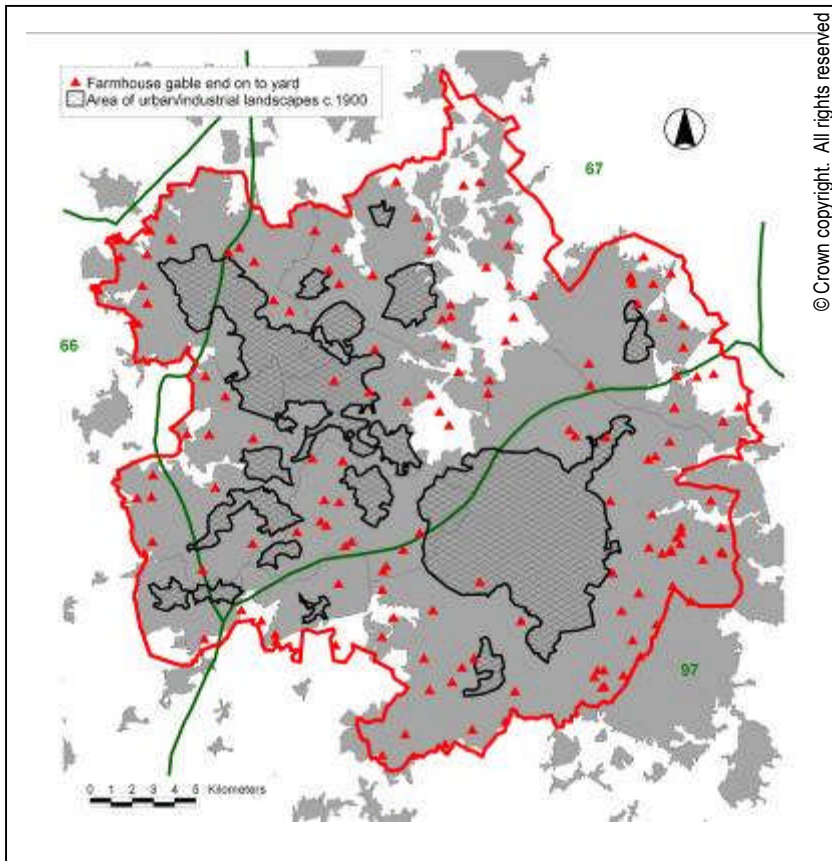 Farmhouse gable end on to yard
Area of urban/industrial landscapes c.1900
67
66
97
0 1 2 3 4 5 Kilometers
© Crown copyright. All rights reserved